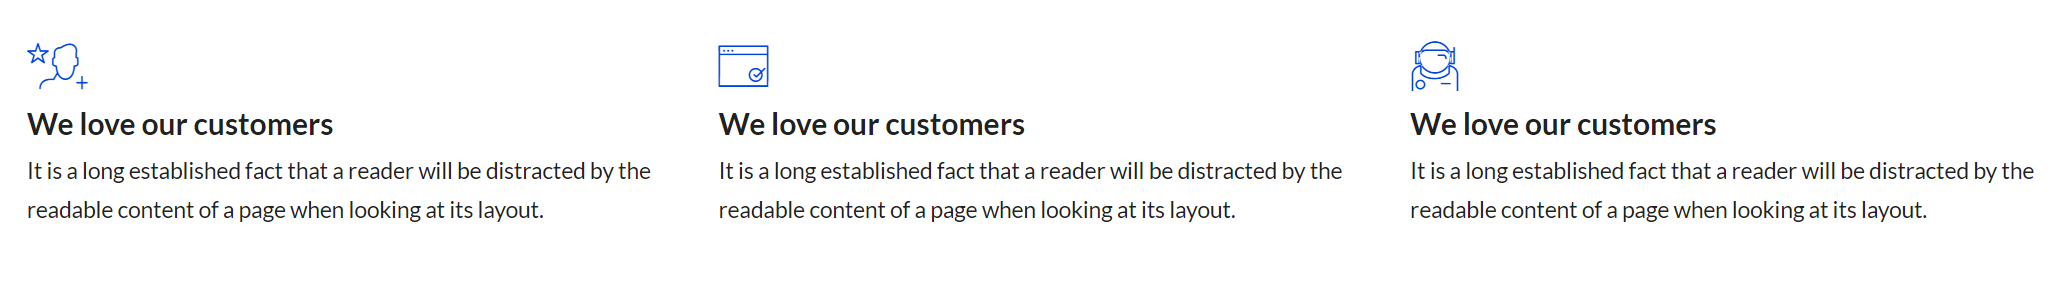 We love our customers
It is a long established fact that a reader will be distracted by the
readable content of a page when looking at its layout.
We love our customers
It is a long established fact that a reader will be distracted by the
readable content of a page when looking at its layout.
We love our customers
It is a long established fact that a reader will be distracted by the
readable content of a page when looking at its layout.